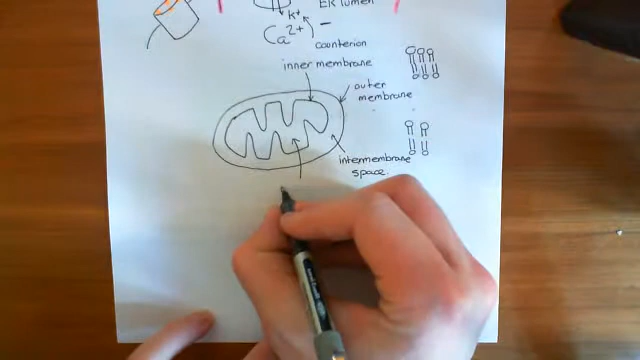 K+
ER lumen
Ca2+ –
counterion
inner membrane
outer
membrane
intermembrane
space